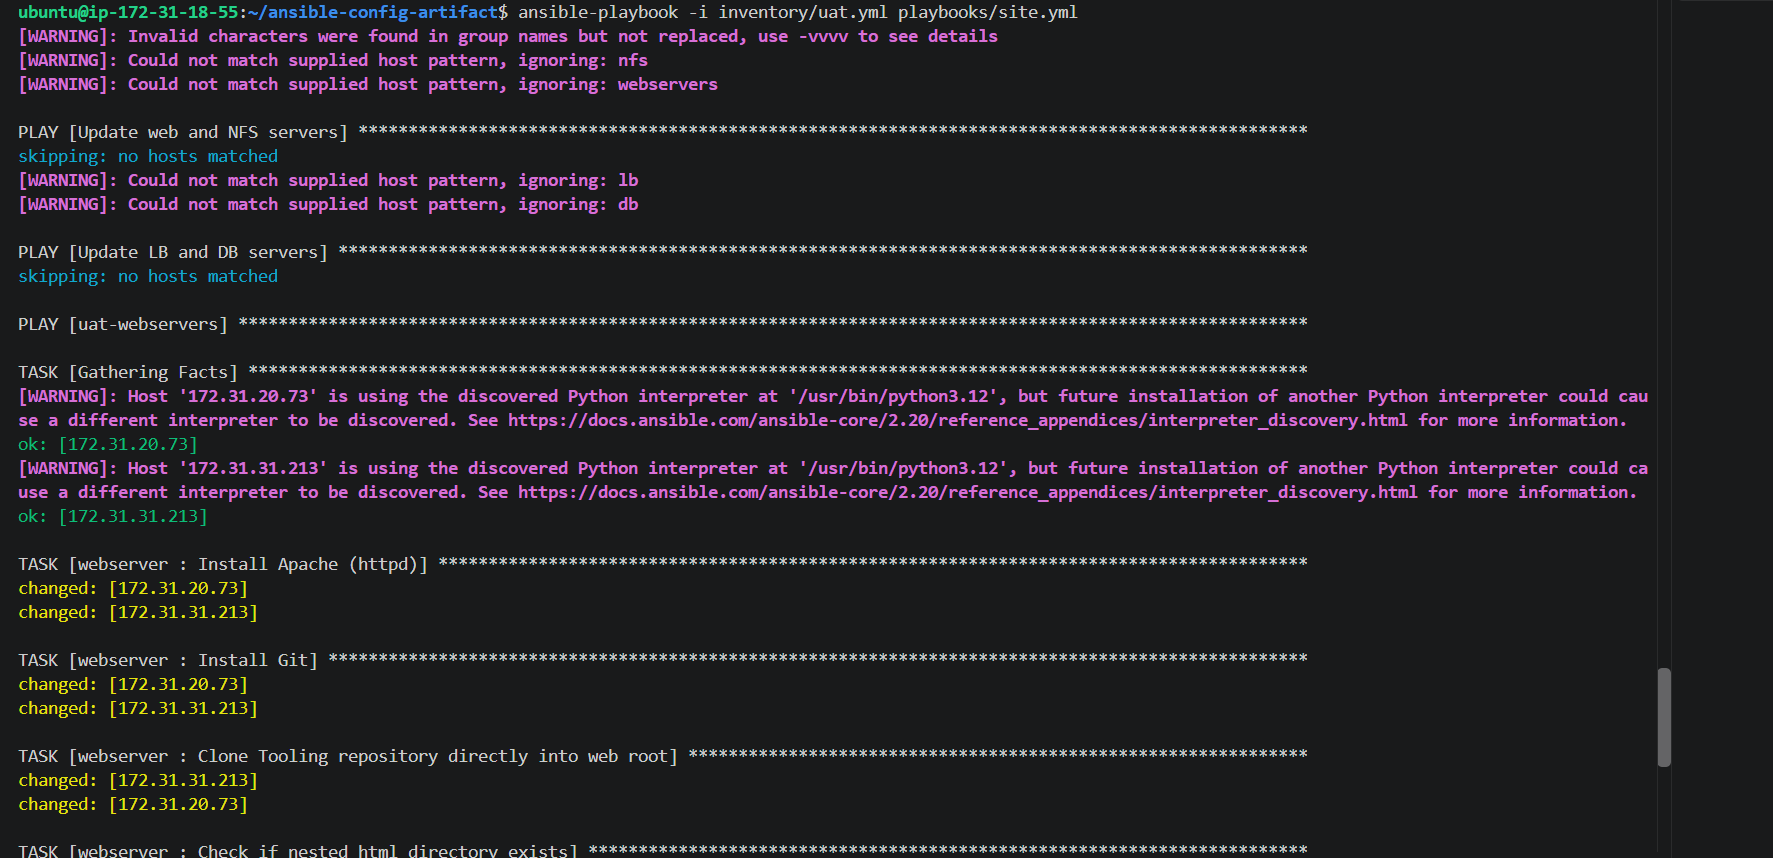 ubuntu@ip-172-31-18-55:~/ansible-config-artifact$ ansible-playbook -i inventory/uat.yml playbooks/site.yml
[WARNING]: Invalid characters were found in group names but not replaced, use -vvvv to see details
[WARNING]: Could not match supplied host pattern, ignoring: nfs
[WARNING]: Could not match supplied host pattern, ignoring: webservers
PLAY [Update web and NFS servers] ***********************************************************************************************
skipping: no hosts matched
[WARNING]: Could not match supplied host pattern, ignoring: lb
[WARNING]: Could not match supplied host pattern, ignoring: db
PLAY [Update LB and DB servers] *************************************************************************************************
skipping: no hosts matched
PLAY [uat-webservers] ***********************************************************************************************************
TASK [Gathering Facts] **********************************************************************************************************
[WARNING]: Host '172.31.20.73' is using the discovered Python interpreter at '/usr/bin/python3.12', but future installation of another Python interpreter could cau
se a different interpreter to be discovered. See https://docs.ansible.com/ansible-core/2.20/reference_appendices/interpreter_discovery.html for more information.
ok: [172.31.20.73]
[WARNING]: Host '172.31.31.213' is using the discovered Python interpreter at '/usr/bin/python3.12', but future installation of another Python interpreter could ca
use a different interpreter to be discovered. See https://docs.ansible.com/ansible-core/2.20/reference_appendices/interpreter_discovery.html for more information.
ok: [172.31.31.213]
TASK [webserver : Install Apache (httpd)] ***************************************************************************************
changed: [172.31.20.73]
changed: [172.31.31.213]
TASK [webserver : Install Git] **************************************************************************************************
changed: [172.31.20.73]
changed: [172.31.31.213]
TASK [webserver : Clone Tooling repository directly into web root] **************************************************************
changed: [172.31.31.213]
changed: [172.31.20.73]
TASK [webserver : Check if nested html directory exists] ************************************************************************